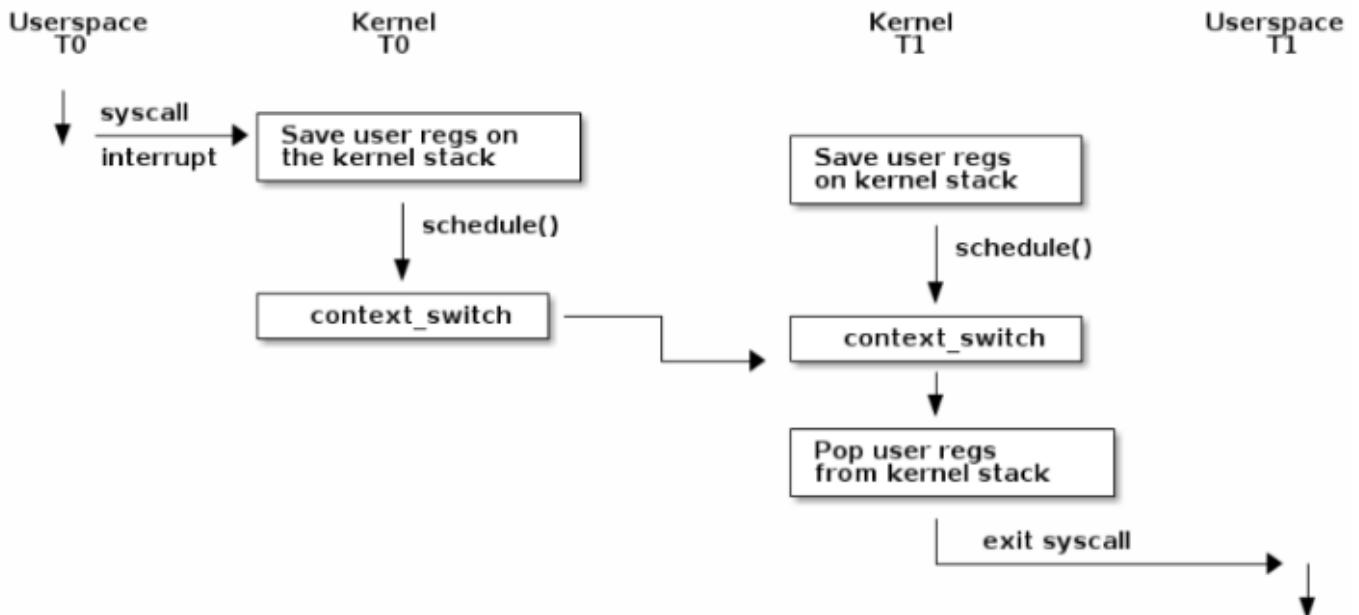 Userspace
T0
Kernel
T0
Kernel
T1
Userspace
T1
syscall
interrupt
Save user regs on
the kernel stack
Save user regs
on kernel stack
schedule()
schedule()
context_switch
context_switch
Pop user regs
from kernel stack
exit syscall